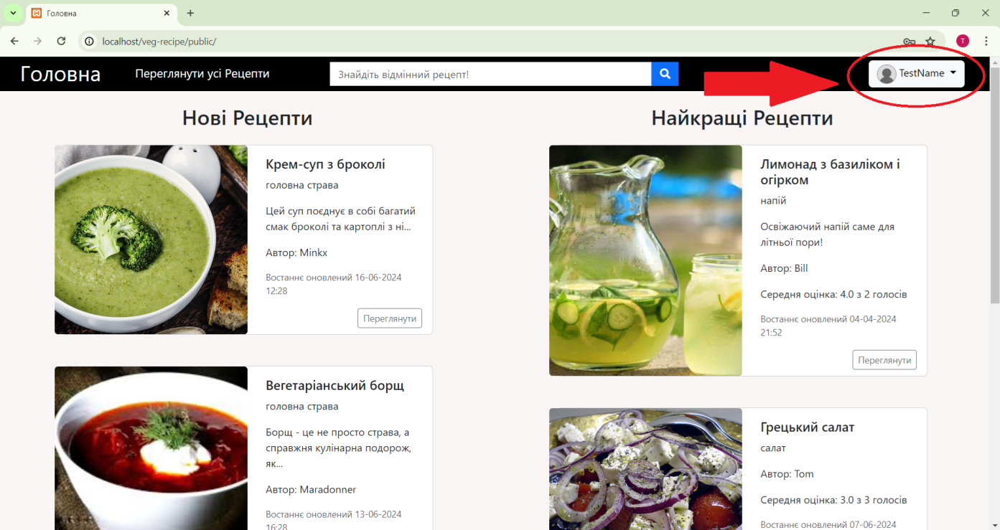 Головна
localhost/veg-recipe/public/
T
Головна
Переглянути усі Рецепти
Знайдіть відмінний рецепт!
TestName
Нові Рецепти
Крем-суп з броколі
головна страва
Цей суп поєднує в собі багатий
смак броколі та картоплі з ні...
Автор: Minkx
Востаннє оновлений 16-06-2024
12:28
Переглянути
Вегетаріанський борщ
головна страва
Борщ - це не просто страва, а
справжня кулінарна подорож,
як...
Автор: Maradonner
Востаннє оновлений 13-06-2024
16:28
Найкращі Рецепти
Лимонад з базиліком і
огірком
напій
Освіжаючий напій саме для
літньої пори!
Автор: Bill
Середня оцінка: 4.0 з 2 голосів
Востаннє оновлений 04-04-2024
21:52
Переглянути
Грецький салат
салат
Автор: Tom
Середня оцінка: 3.0 з 3 голосів
Востаннє оновлений 07-06-2024